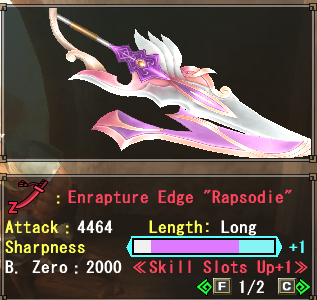 Z : Enrapture Edge "Rapsodie"
Attack : 4464 Length: Long
Sharpness +1
B. Zero : 2000 ≪Skill Slots Up+1≫
F 1/2 C